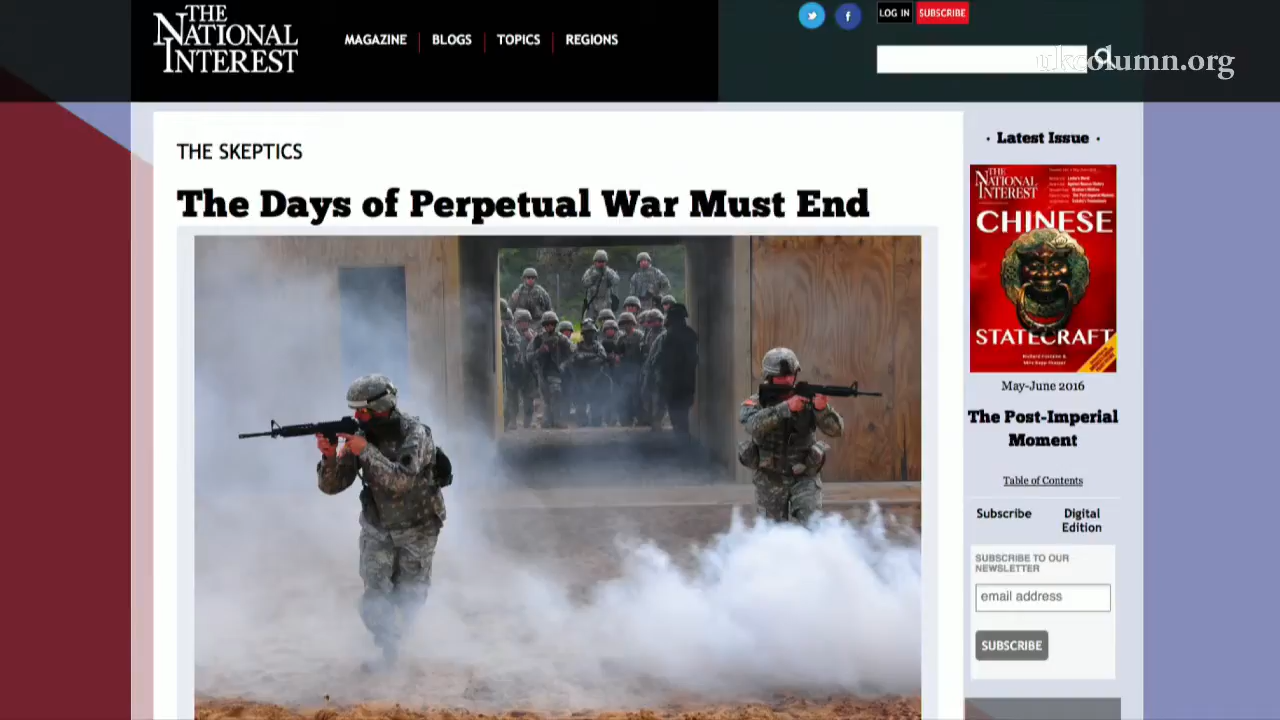 THE
NATIONAL
INTEREST
MAGAZINE
BLOGS
TOPICS
REGIONS
LOG IN
SUBSCRIBE
ukcolumn.org
THE SKEPTICS
The Days of Perpetual War Must End
· Latest Issue ·
THE
NATIONAL
INTEREST
CHINESE
STATECRAFT
May-June 2016
The Post-Imperial
Moment
Table of Contents
Subscribe
Digital
Edition
SUBSCRIBE TO OUR
NEWSLETTER
email address
SUBSCRIBE